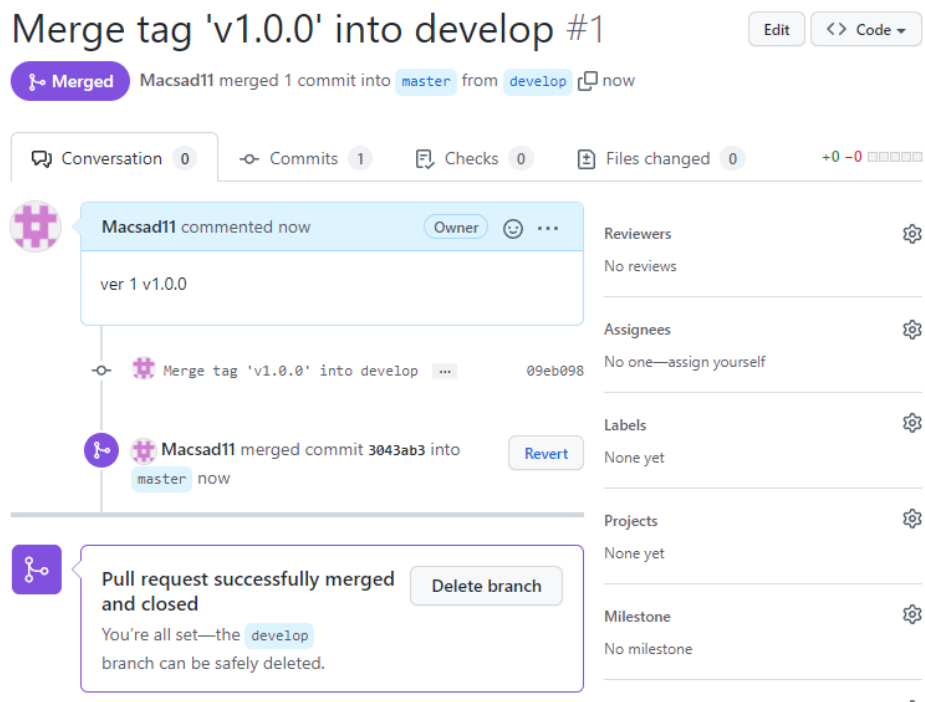 Merge tag 'v1.0.0' into develop #1
Edit
<> Code
Merged
Macsad11 merged 1 commit into master from develop now
Conversation 0
Commits 1
Checks 0
Files changed 0
+0 −0
Macsad11 commented now
Owner
...
ver 1 v1.0.0
Merge tag 'v1.0.0' into develop ... 09eb098
Macsad11 merged commit 3043ab3 into
master now
Revert
Pull request successfully merged
and closed
You're all set—the develop
branch can be safely deleted.
Delete branch
Reviewers
No reviews
Assignees
No one—assign yourself
Labels
None yet
Projects
None yet
Milestone
No milestone